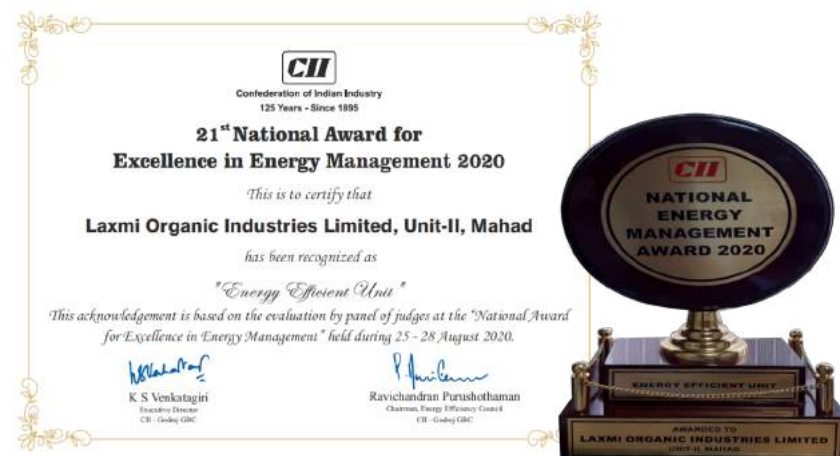 CII
Confederation of Indian Industry
125 Years - Since 1895
21st National Award for
Excellence in Energy Management 2020
This is to certify that
Laxmi Organic Industries Limited, Unit-II, Mahad
has been recognized as
"Energy Efficient Unit"
This acknowledgement is based on the evaluation by panel of judges at the "National Award
for Excellence in Energy Management" held during 25 - 28 August 2020.
K S Venkatagiri
Executive Director
CII - Godrej GBC
Ravichandran Purushothaman
Chairman, Energy Efficiency Council
CII - Godrej GBC
CII
NATIONAL
ENERGY
MANAGEMENT
AWARD 2020
ENERGY EFFICIENT UNIT
AWARDED TO
LAXMI ORGANIC INDUSTRIES LIMITED
UNIT-II, MAHAD